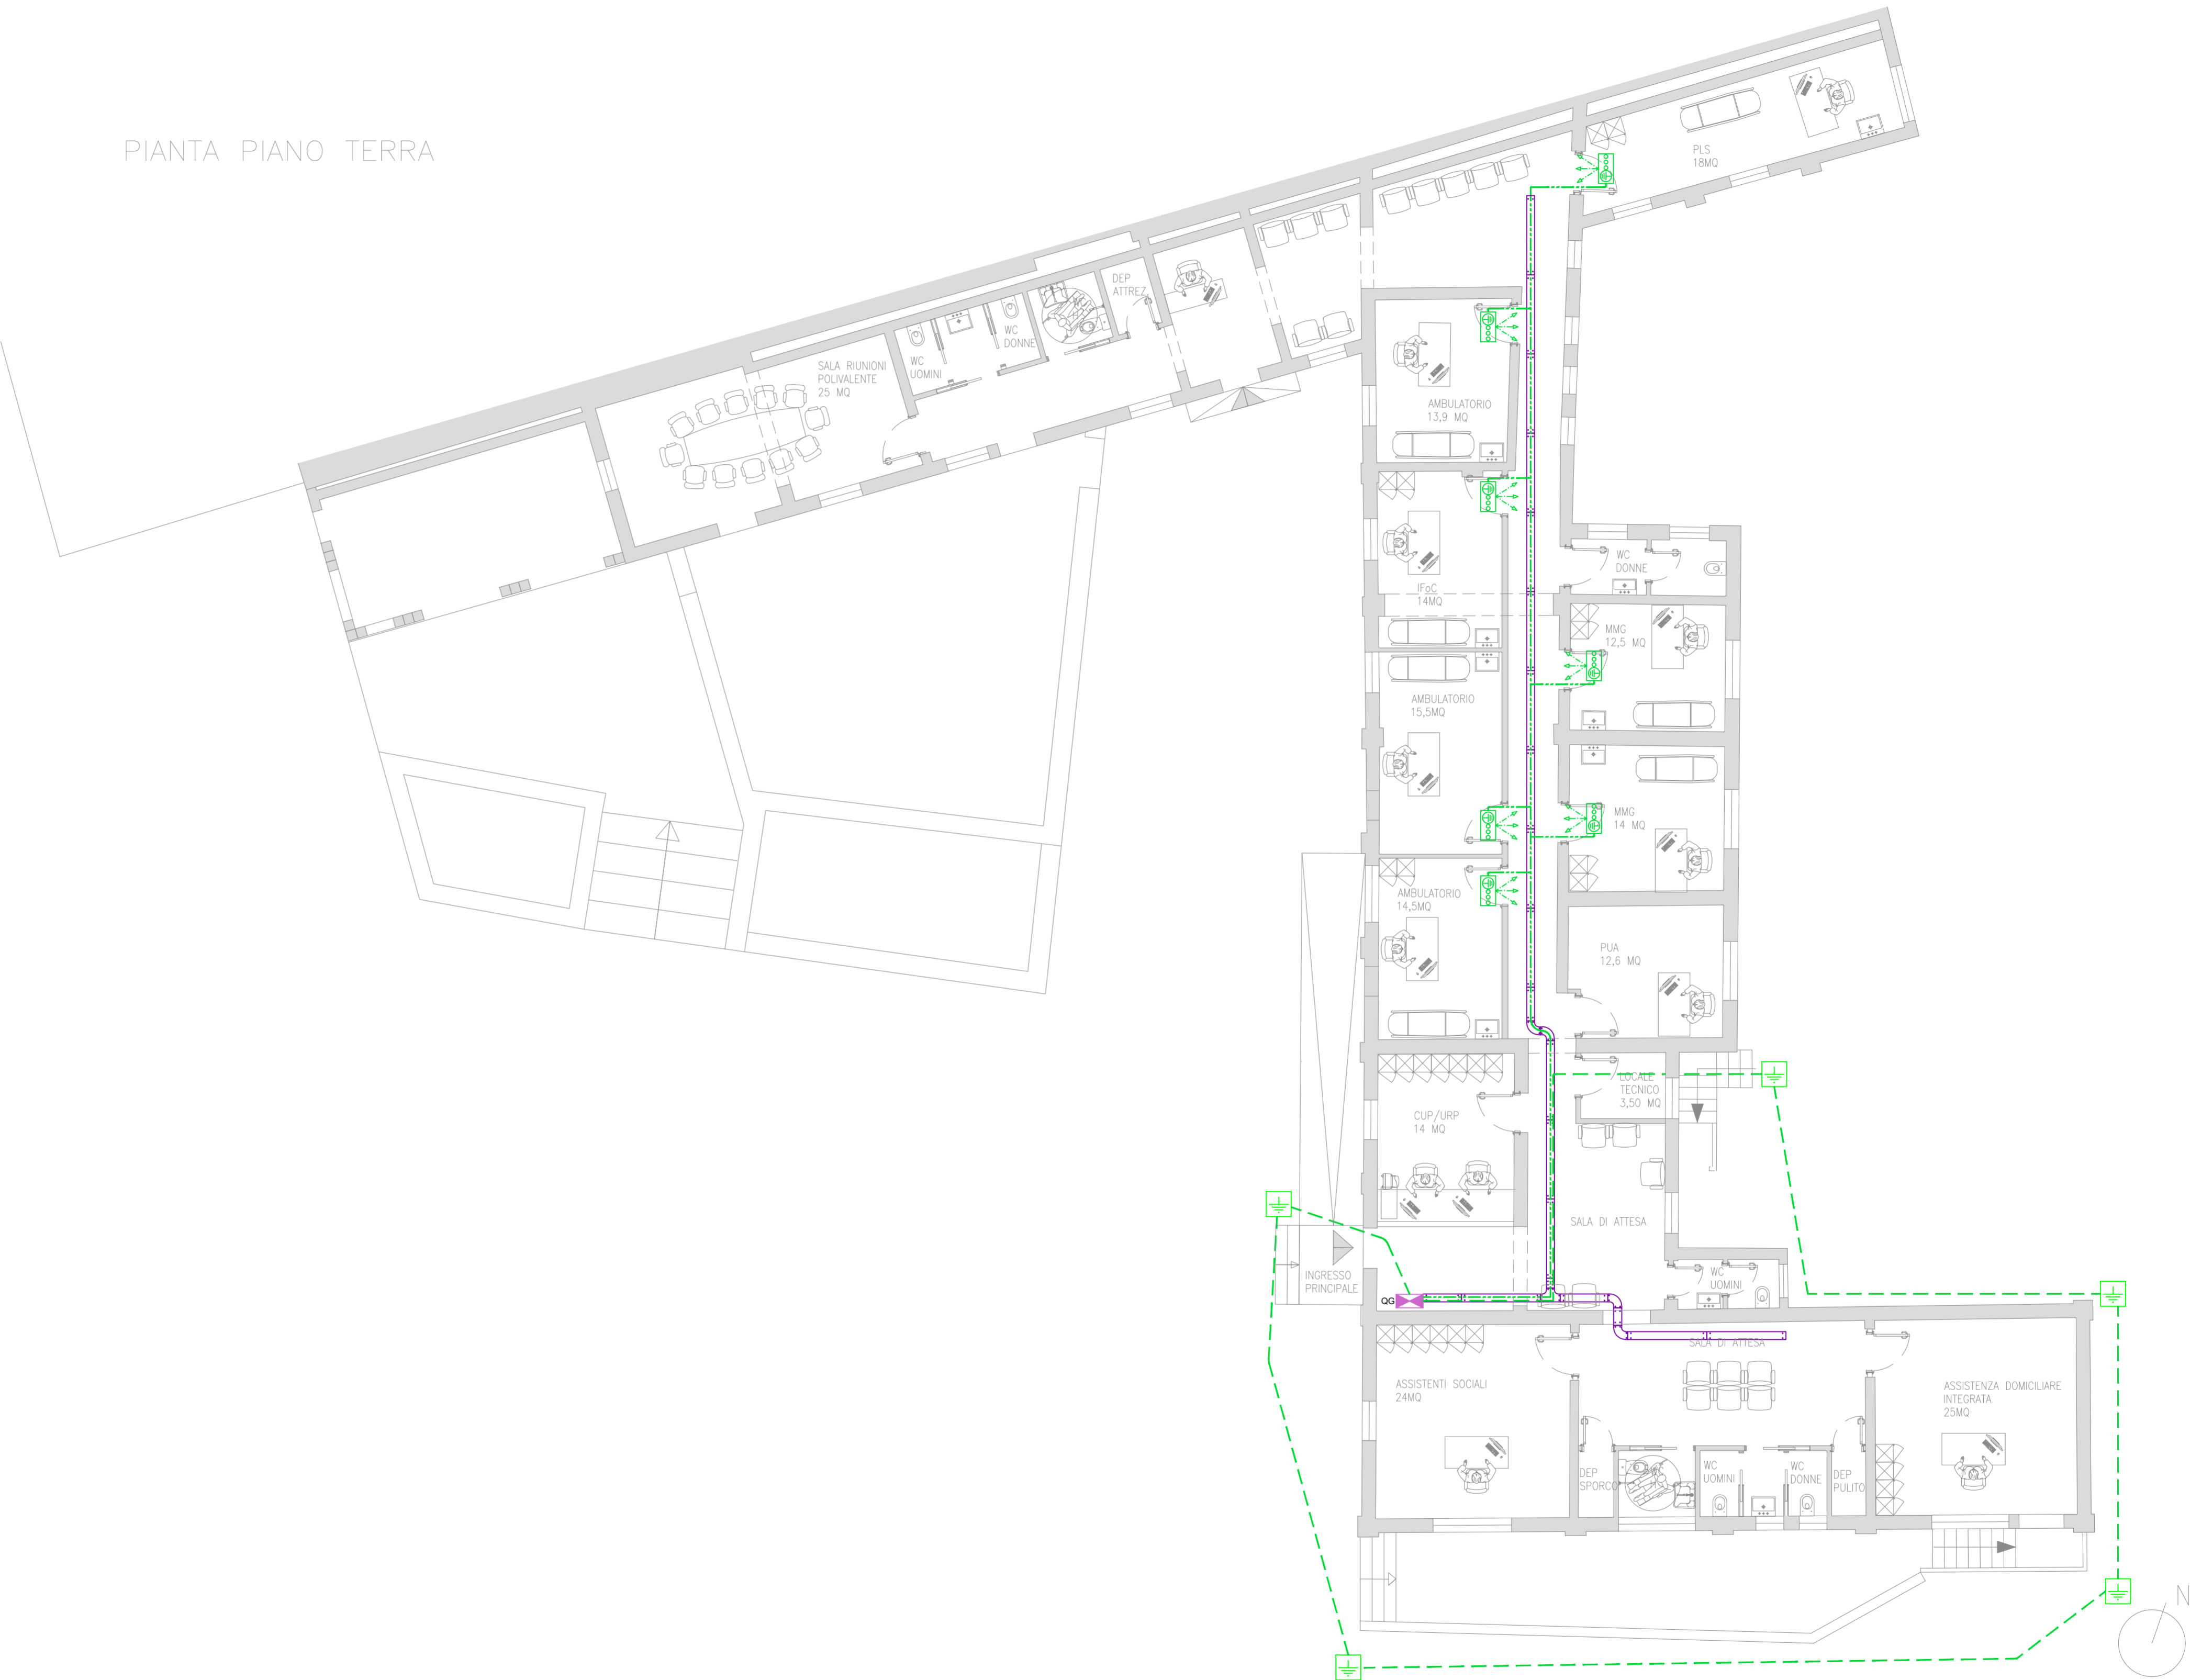 PIANTA PIANO TERRA
PLS
18MQ
DEP
ATTREZ.
WC
DONNE
WC
UOMINI
SALA RIUNIONI
POLIVALENTE
25 MQ
AMBULATORIO
13,9 MQ
WC
DONNE
IFoC
14MQ
MMG
12,5 MQ
AMBULATORIO
15,5MQ
MMG
14 MQ
AMBULATORIO
14,5MQ
PUA
12,6 MQ
LOCALE
TECNICO
3,50 MQ
CUP/URP
14 MQ
SALA DI ATTESA
INGRESSO
PRINCIPALE
WC
UOMINI
QG
SALA DI ATTESA
ASSISTENTI SOCIALI
24MQ
ASSISTENZA DOMICILIARE
INTEGRATA
25MQ
DEP
SPORCO
WC
UOMINI
WC
DONNE
DEP
PULITO
N